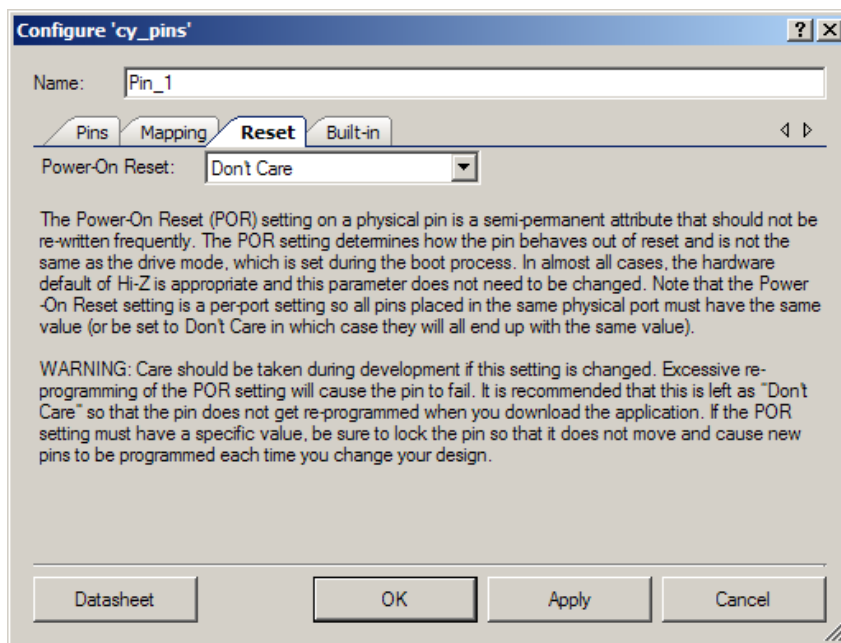 Configure 'cy_pins'
Name: Pin_1
Pins Mapping Reset Built-in
Power-On Reset: Don't Care
The Power-On Reset (POR) setting on a physical pin is a semi-permanent attribute that should not be
re-written frequently. The POR setting determines how the pin behaves out of reset and is not the
same as the drive mode, which is set during the boot process. In almost all cases, the hardware
default of Hi-Z is appropriate and this parameter does not need to be changed. Note that the Power
-On Reset setting is a per-port setting so all pins placed in the same physical port must have the same
value (or be set to Don't Care in which case they will all end up with the same value).
WARNING: Care should be taken during development if this setting is changed. Excessive re-
programming of the POR setting will cause the pin to fail. It is recommended that this is left as "Don't
Care" so that the pin does not get re-programmed when you download the application. If the POR
setting must have a specific value, be sure to lock the pin so that it does not move and cause new
pins to be programmed each time you change your design.
Datasheet OK Apply Cancel